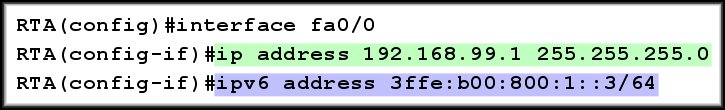 RTA(config)#interface fa0/0
RTA(config-if)#ip address 192.168.99.1 255.255.255.0
RTA(config-if)#ipv6 address 3ffe:b00:800:1::3/64